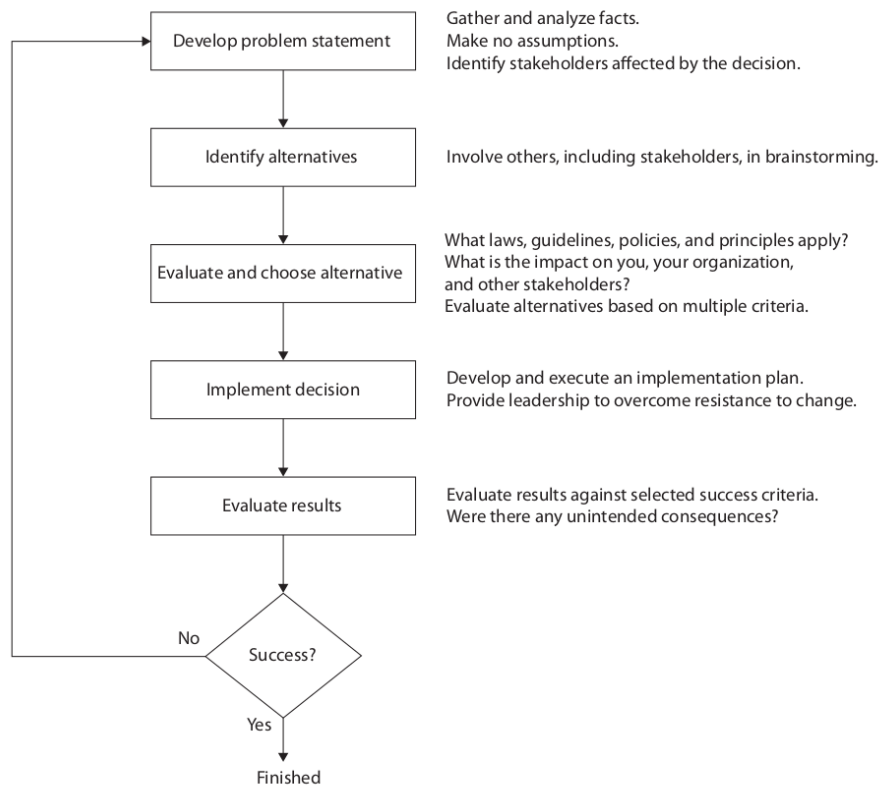 Develop problem statement
Gather and analyze facts.
Make no assumptions.
Identify stakeholders affected by the decision.
Identify alternatives
Involve others, including stakeholders, in brainstorming.
Evaluate and choose alternative
What laws, guidelines, policies, and principles apply?
What is the impact on you, your organization,
and other stakeholders?
Evaluate alternatives based on multiple criteria.
Implement decision
Develop and execute an implementation plan.
Provide leadership to overcome resistance to change.
Evaluate results
Evaluate results against selected success criteria.
Were there any unintended consequences?
No
Success?
Yes
Finished